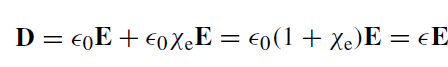 D = ϵ₀E + ϵ₀χₑE = ϵ₀(1 + χₑ)E = ϵE